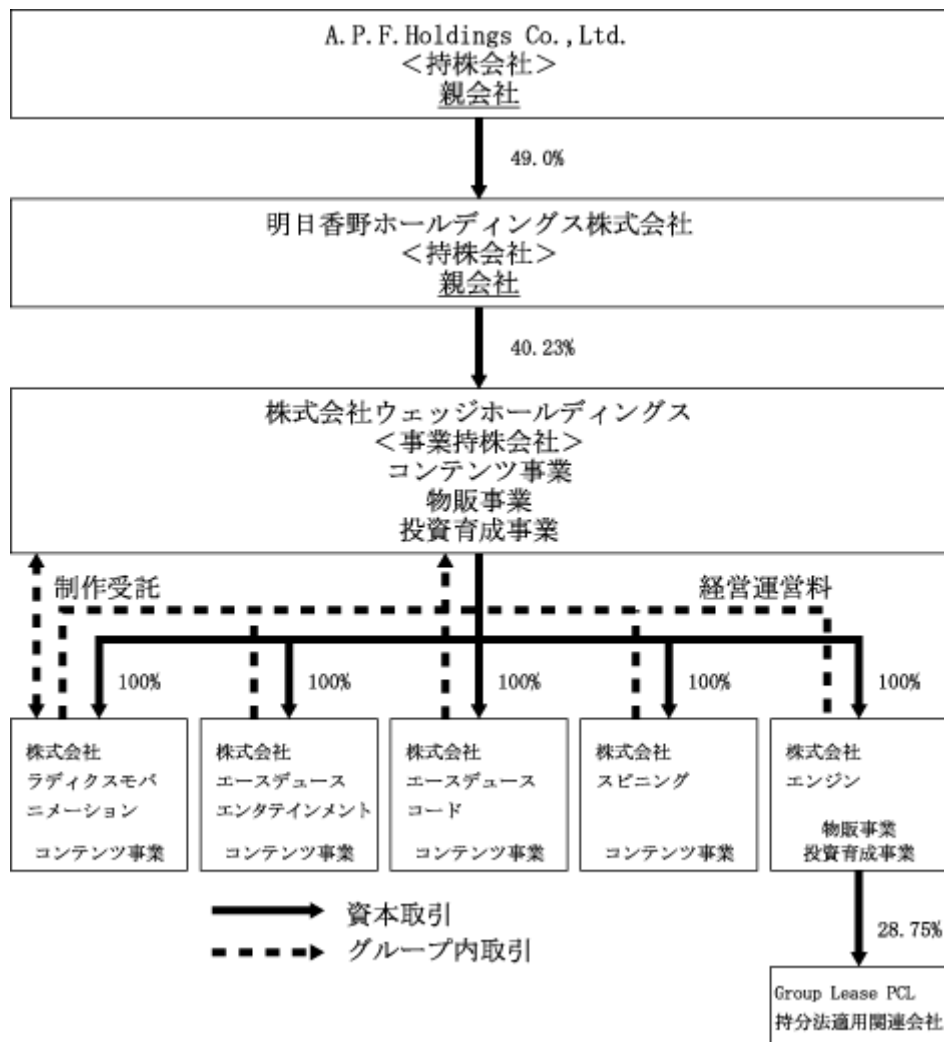 A.P.F.Holdings Co.,Ltd.
＜持株会社＞
親会社
49.0%
明日香野ホールディングス株式会社
＜持株会社＞
親会社
40.23%
株式会社ウェッジホールディングス
＜事業持株会社＞
コンテンツ事業
物販事業
投資育成事業
制作受託
経営運営料
100%
100%
100%
100%
100%
株式会社
ラディクスモバ
ニメーション
コンテンツ事業
株式会社
エースデュース
エンタテインメント
コンテンツ事業
株式会社
エースデュース
コード
コンテンツ事業
株式会社
スピニング
コンテンツ事業
株式会社
エンジン
物販事業
投資育成事業
資本取引
グループ内取引
28.75%
Group Lease PCL
持分法適用関連会社